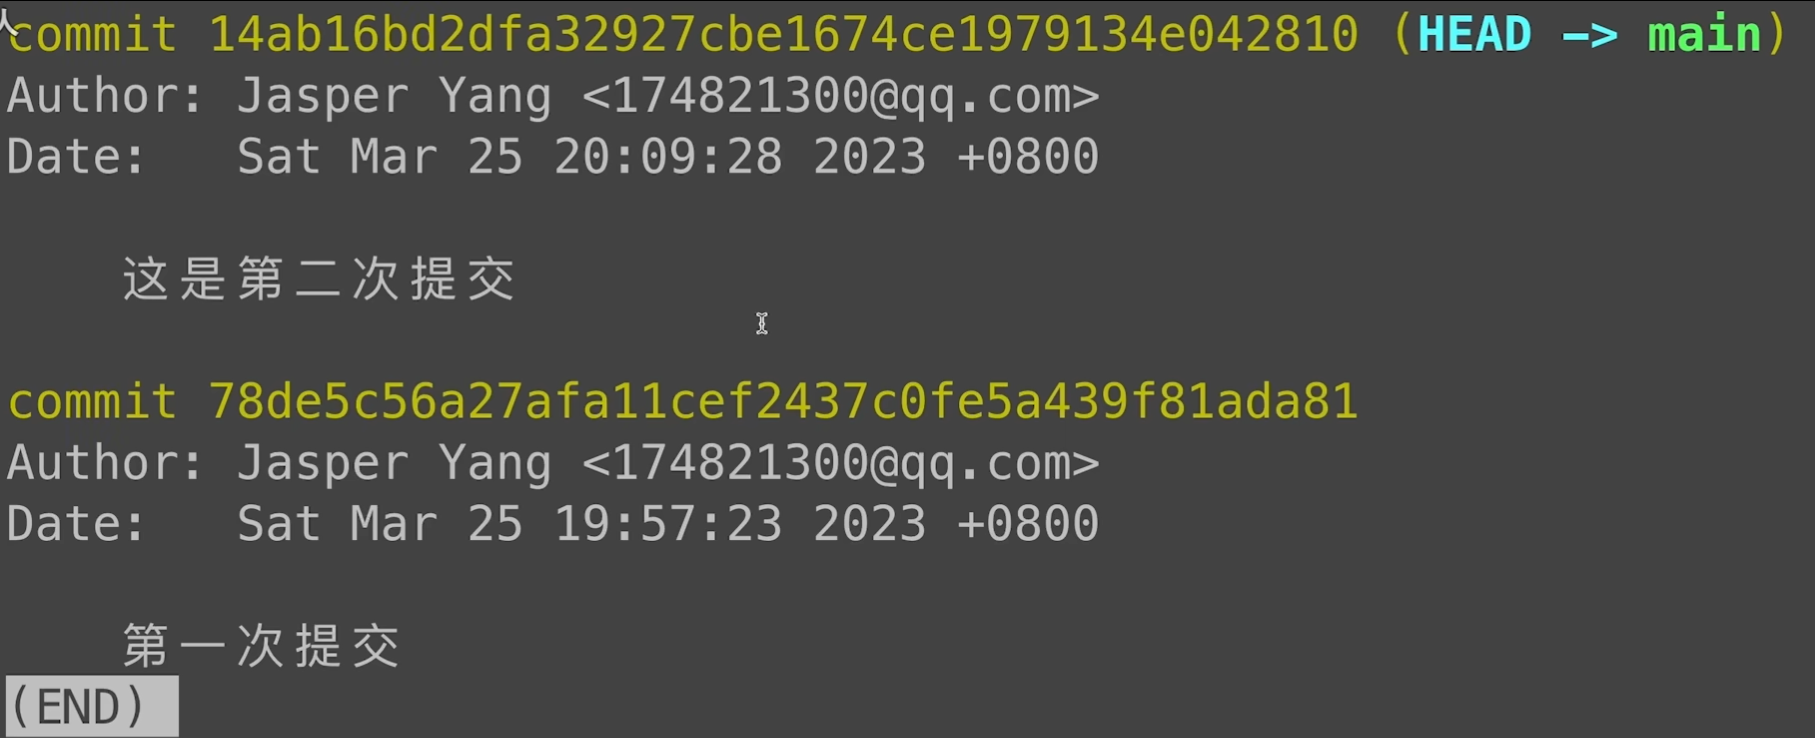 commit 14ab16bd2dfa32927cbe1674ce1979134e042810 (HEAD -> main)
Author: Jasper Yang <174821300@qq.com>
Date:   Sat Mar 25 20:09:28 2023 +0800
这是第二次提交
commit 78de5c56a27afa11cef2437c0fe5a439f81ada81
Author: Jasper Yang <174821300@qq.com>
Date:   Sat Mar 25 19:57:23 2023 +0800
第一次提交
(END)